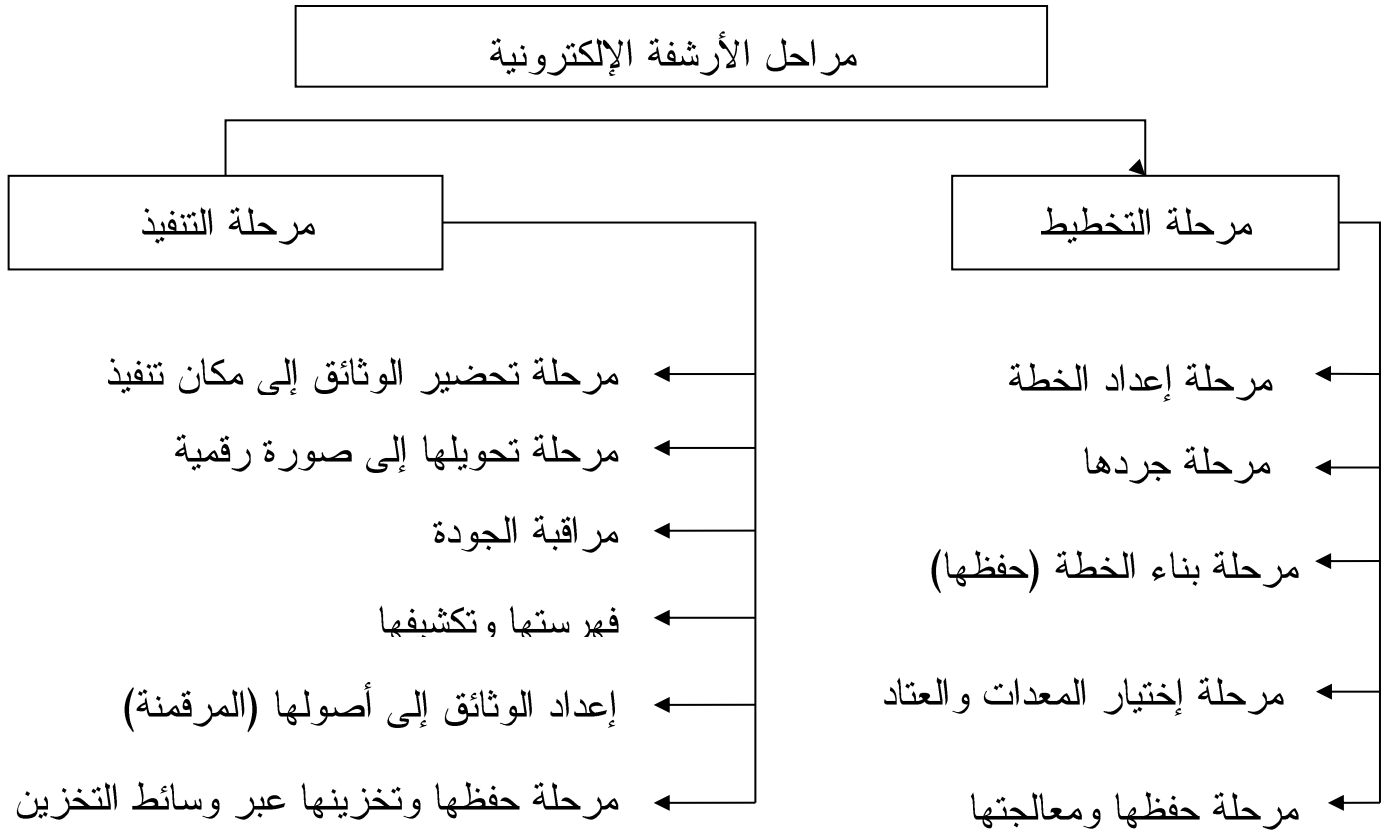 مراحل الأرشفة الإلكترونية
مرحلة التخطيط
مرحلة إعداد الخطة
مرحلة جردها
مرحلة بناء الخطة (حفظها)
مرحلة إختيار المعدات والعتاد
مرحلة حفظها ومعالجتها
مرحلة التنفيذ
مرحلة تحضير الوثائق إلى مكان تنفيذ
مرحلة تحويلها إلى صورة رقمية
مراقبة الجودة
فهرستها وتكشيفها
إعداد الوثائق إلى أصولها (المرقمنة)
مرحلة حفظها وتخزينها عبر وسائط التخزين